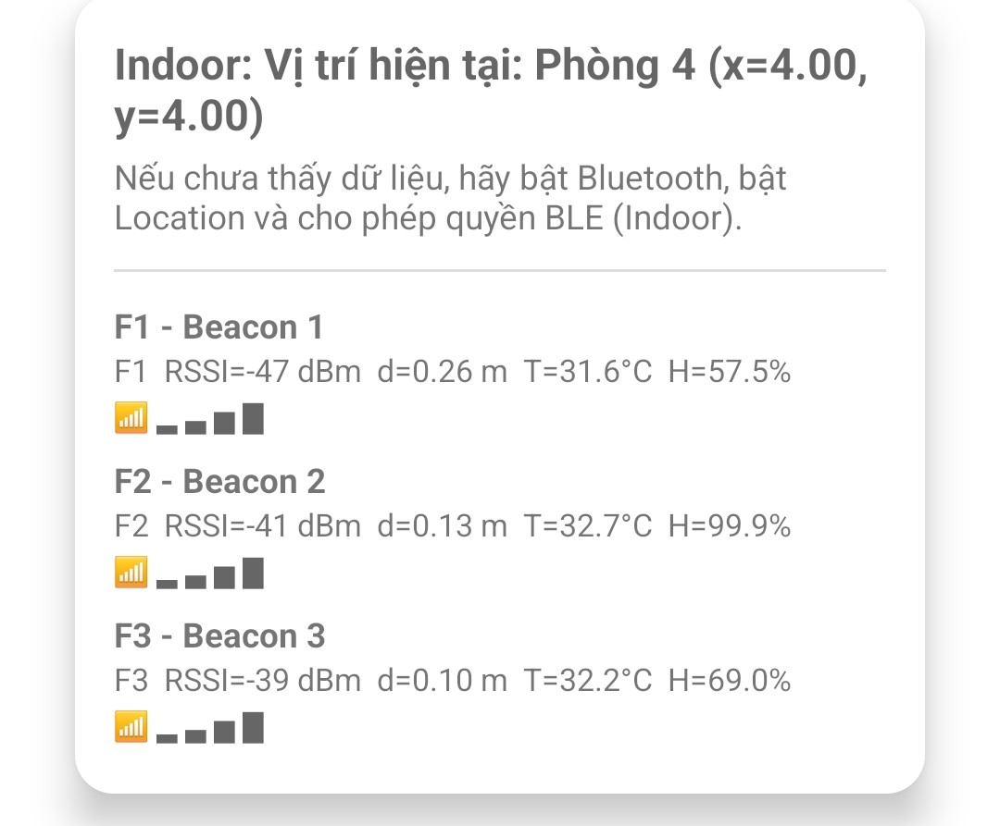 Indoor: Vị trí hiện tại: Phòng 4 (x=4.00,
y=4.00)
Nếu chưa thấy dữ liệu, hãy bật Bluetooth, bật
Location và cho phép quyền BLE (Indoor).
F1 - Beacon 1
F1 RSSI=-47 dBm d=0.26 m T=31.6°C H=57.5%
F2 - Beacon 2
F2 RSSI=-41 dBm d=0.13 m T=32.7°C H=99.9%
F3 - Beacon 3
F3 RSSI=-39 dBm d=0.10 m T=32.2°C H=69.0%